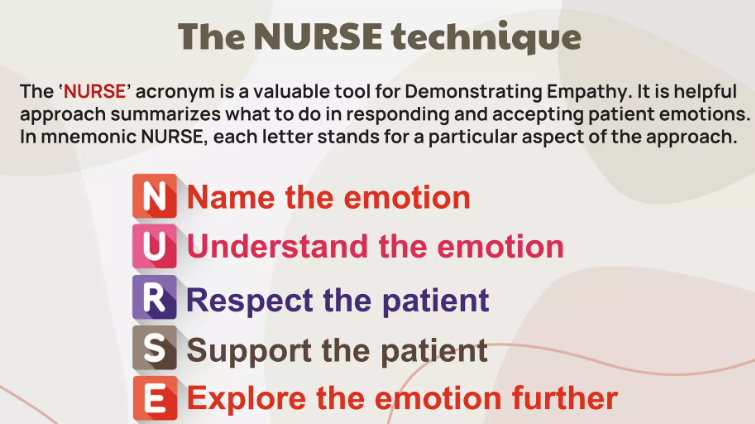 The NURSE technique
The ‘NURSE’ acronym is a valuable tool for Demonstrating Empathy. It is helpful
approach summarizes what to do in responding and accepting patient emotions.
In mnemonic NURSE, each letter stands for a particular aspect of the approach.
N Name the emotion
U Understand the emotion
R Respect the patient
S Support the patient
E Explore the emotion further